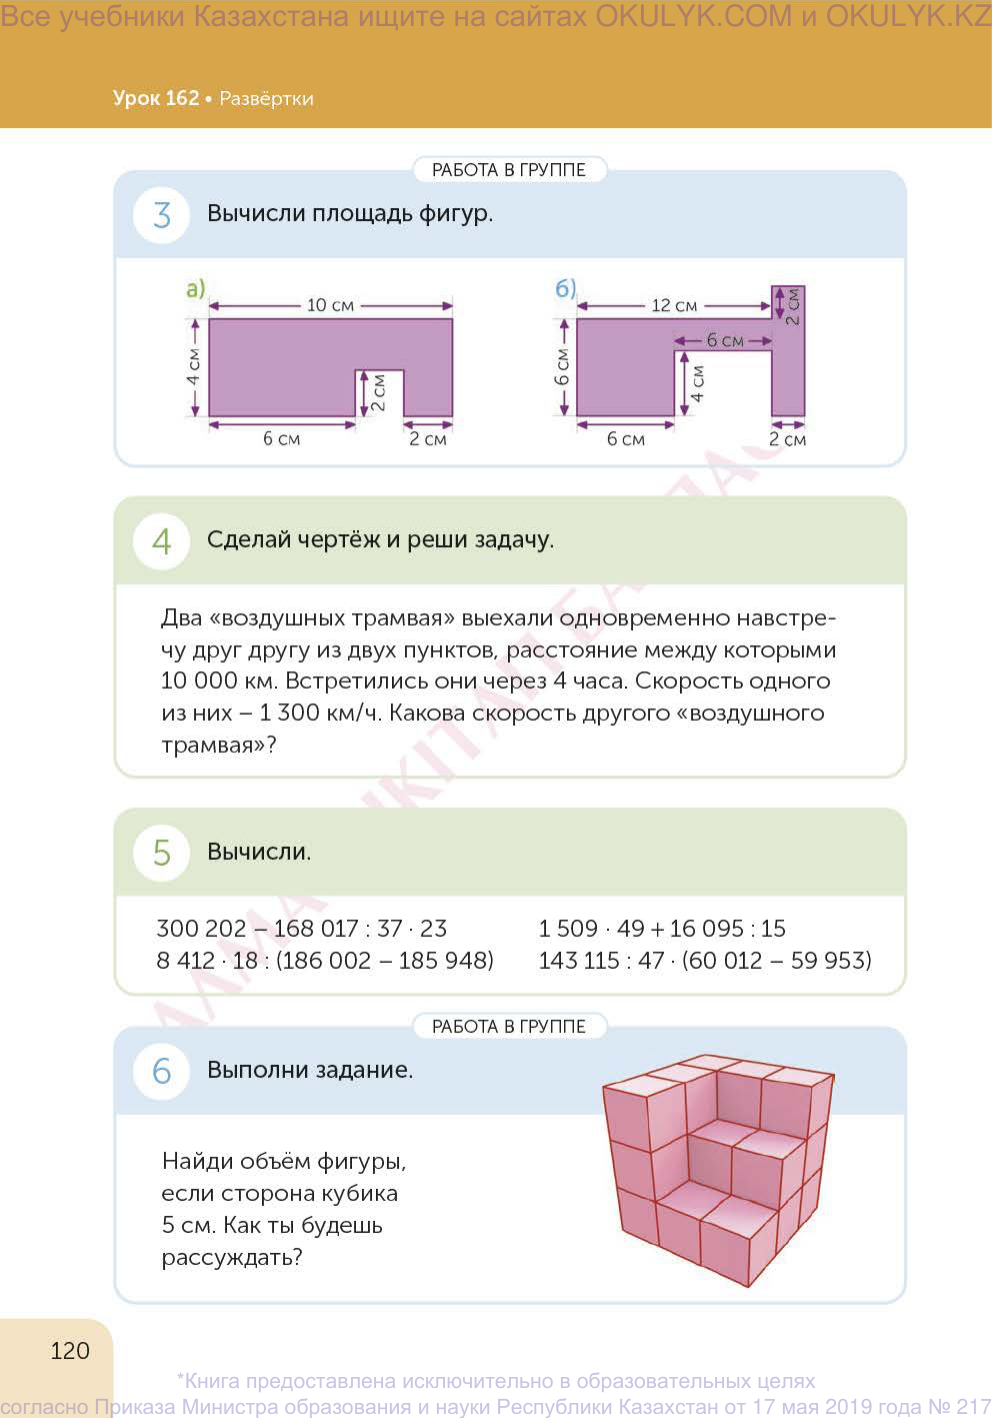 Все учебники Казахстана ищите на сайтах OKULYK.COM и OKULYK.KZ
Урок 162 • Развёртки
РАБОТА В ГРУППЕ
3 Вычисли площадь фигур.
а) 10 см
4 см
2 см
6 см 2 см
б) 12 см
2 см
6 см
6 см
4 см
6 см 2 см
4 Сделай чертёж и реши задачу.
Два «воздушных трамвая» выехали одновременно навстре-
чу друг другу из двух пунктов, расстояние между которыми
10 000 км. Встретились они через 4 часа. Скорость одного
из них – 1 300 км/ч. Какова скорость другого «воздушного
трамвая»?
5 Вычисли.
300 202 – 168 017 : 37 · 23
8 412 · 18 : (186 002 – 185 948)
1 509 · 49 + 16 095 : 15
143 115 : 47 · (60 012 – 59 953)
РАБОТА В ГРУППЕ
6 Выполни задание.
Найди объём фигуры,
если сторона кубика
5 см. Как ты будешь
рассуждать?
120
*Книга предоставлена исключительно в образовательных целях
согласно Приказа Министра образования и науки Республики Казахстан от 17 мая 2019 года № 217